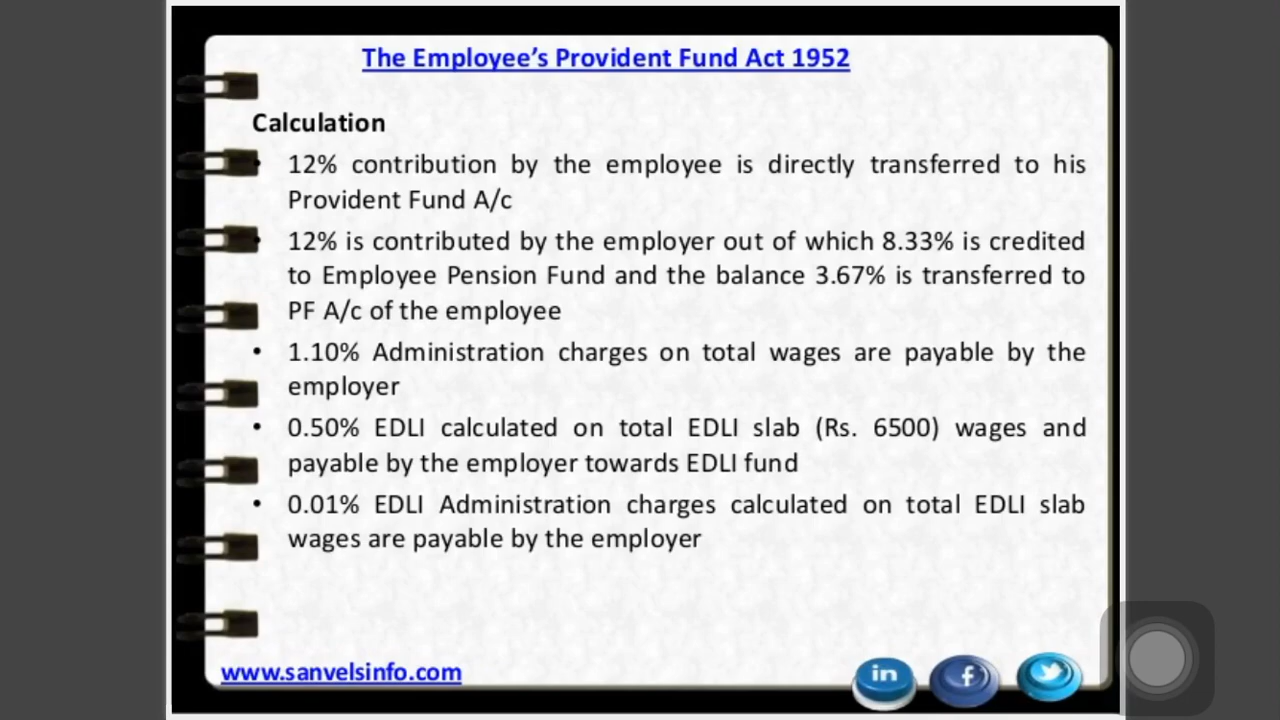 The Employee’s Provident Fund Act 1952
Calculation
• 12% contribution by the employee is directly transferred to his
Provident Fund A/c
• 12% is contributed by the employer out of which 8.33% is credited
to Employee Pension Fund and the balance 3.67% is transferred to
PF A/c of the employee
• 1.10% Administration charges on total wages are payable by the
employer
• 0.50% EDLI calculated on total EDLI slab (Rs. 6500) wages and
payable by the employer towards EDLI fund
• 0.01% EDLI Administration charges calculated on total EDLI slab
wages are payable by the employer
www.sanvelsinfo.com
in f